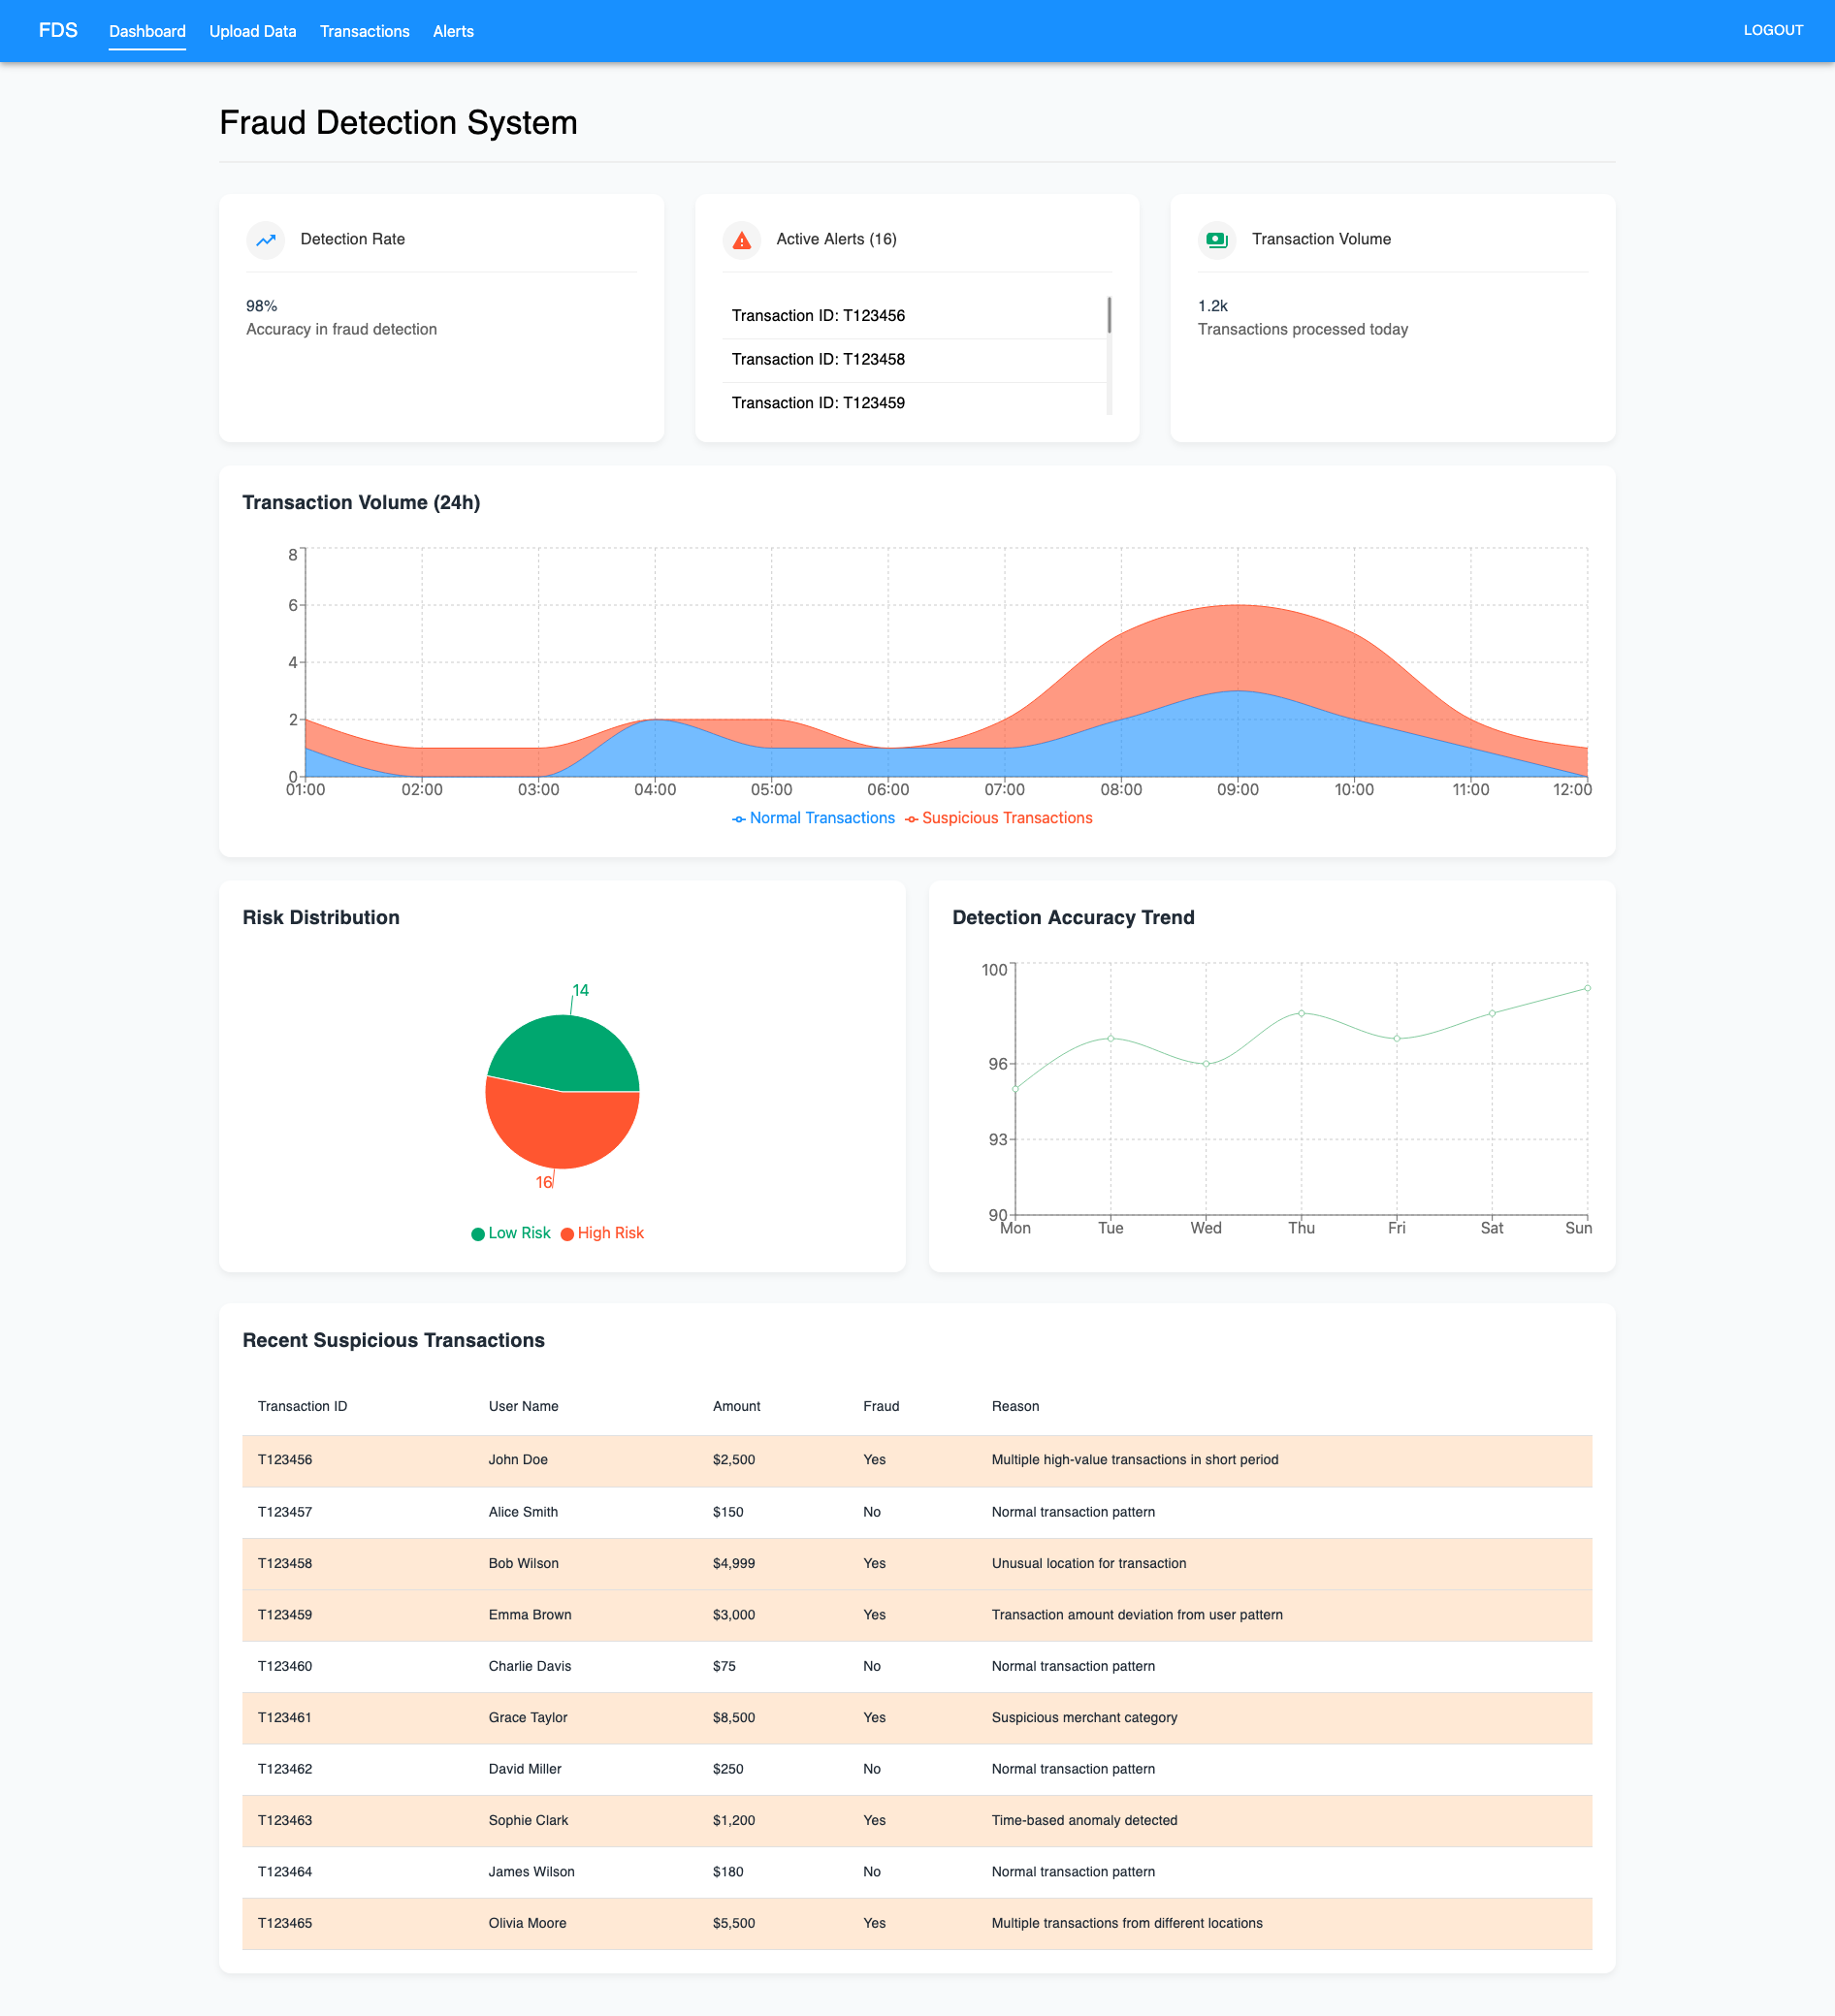 FDS Dashboard Upload Data Transactions Alerts LOGOUT
Fraud Detection System
Detection Rate
98%
Accuracy in fraud detection
Active Alerts (16)
Transaction ID: T123456
Transaction ID: T123458
Transaction ID: T123459
Transaction Volume
1.2k
Transactions processed today
Transaction Volume (24h)
8
6
4
2
0
01:00 02:00 03:00 04:00 05:00 06:00 07:00 08:00 09:00 10:00 11:00 12:00
Normal Transactions Suspicious Transactions
Risk Distribution
14
16
Low Risk High Risk
Detection Accuracy Trend
100
96
93
90
Mon Tue Wed Thu Fri Sat Sun
Recent Suspicious Transactions
Transaction ID User Name Amount Fraud Reason
T123456 John Doe $2,500 Yes Multiple high-value transactions in short period
T123457 Alice Smith $150 No Normal transaction pattern
T123458 Bob Wilson $4,999 Yes Unusual location for transaction
T123459 Emma Brown $3,000 Yes Transaction amount deviation from user pattern
T123460 Charlie Davis $75 No Normal transaction pattern
T123461 Grace Taylor $8,500 Yes Suspicious merchant category
T123462 David Miller $250 No Normal transaction pattern
T123463 Sophie Clark $1,200 Yes Time-based anomaly detected
T123464 James Wilson $180 No Normal transaction pattern
T123465 Olivia Moore $5,500 Yes Multiple transactions from different locations